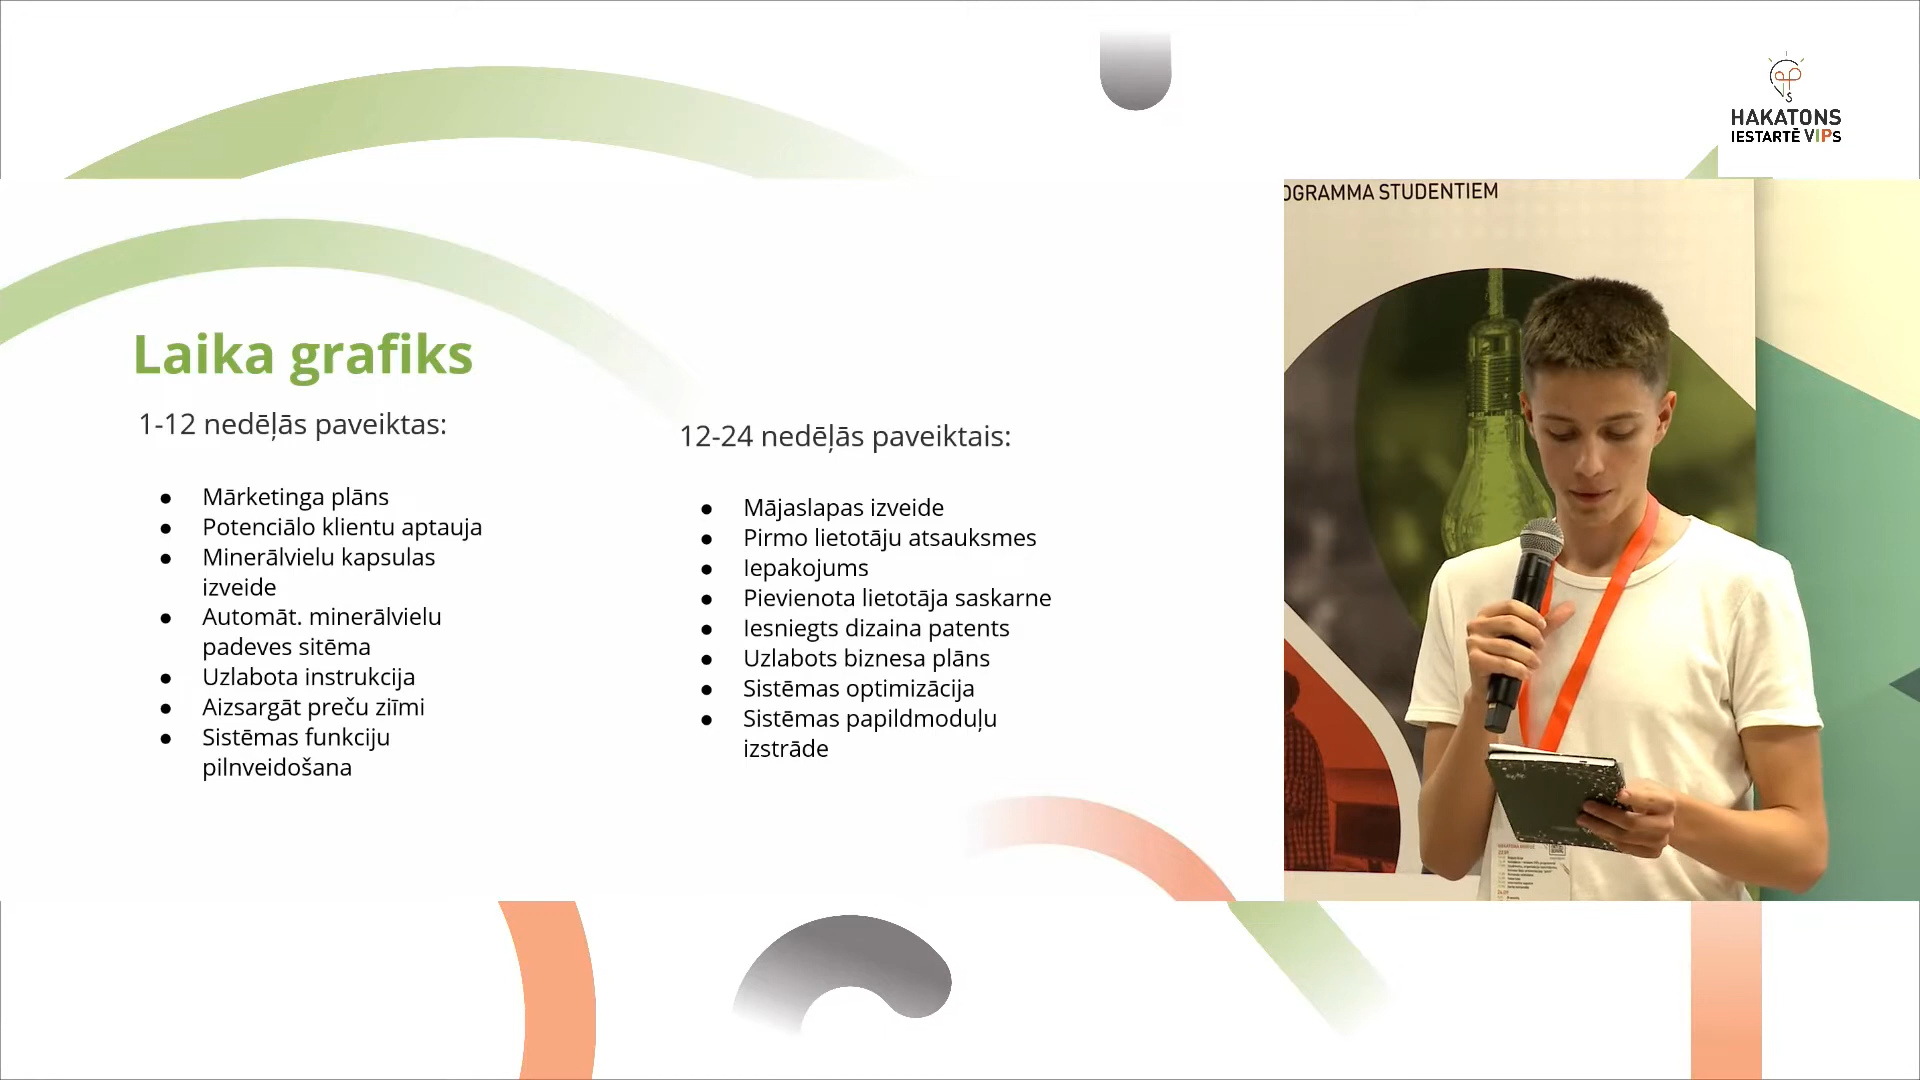 HAKATONS
IESTARTĒ VIPS
OGRAMMA STUDENTIEM
Laika grafiks
1-12 nedēļās paveiktas:
● Mārketinga plāns
● Potenciālo klientu aptauja
● Minerālvielu kapsulas
izveide
● Automāt. minerālvielu
padeves sitēma
● Uzlabota instrukcija
● Aizsargāt preču ziīmi
● Sistēmas funkciju
pilnveidošana
12-24 nedēļās paveiktais:
● Mājaslapas izveide
● Pirmo lietotāju atsauksmes
● Iepakojums
● Pievienota lietotāja saskarne
● Iesniegts dizaina patents
● Uzlabots biznesa plāns
● Sistēmas optimizācija
● Sistēmas papildmoduļu
izstrāde